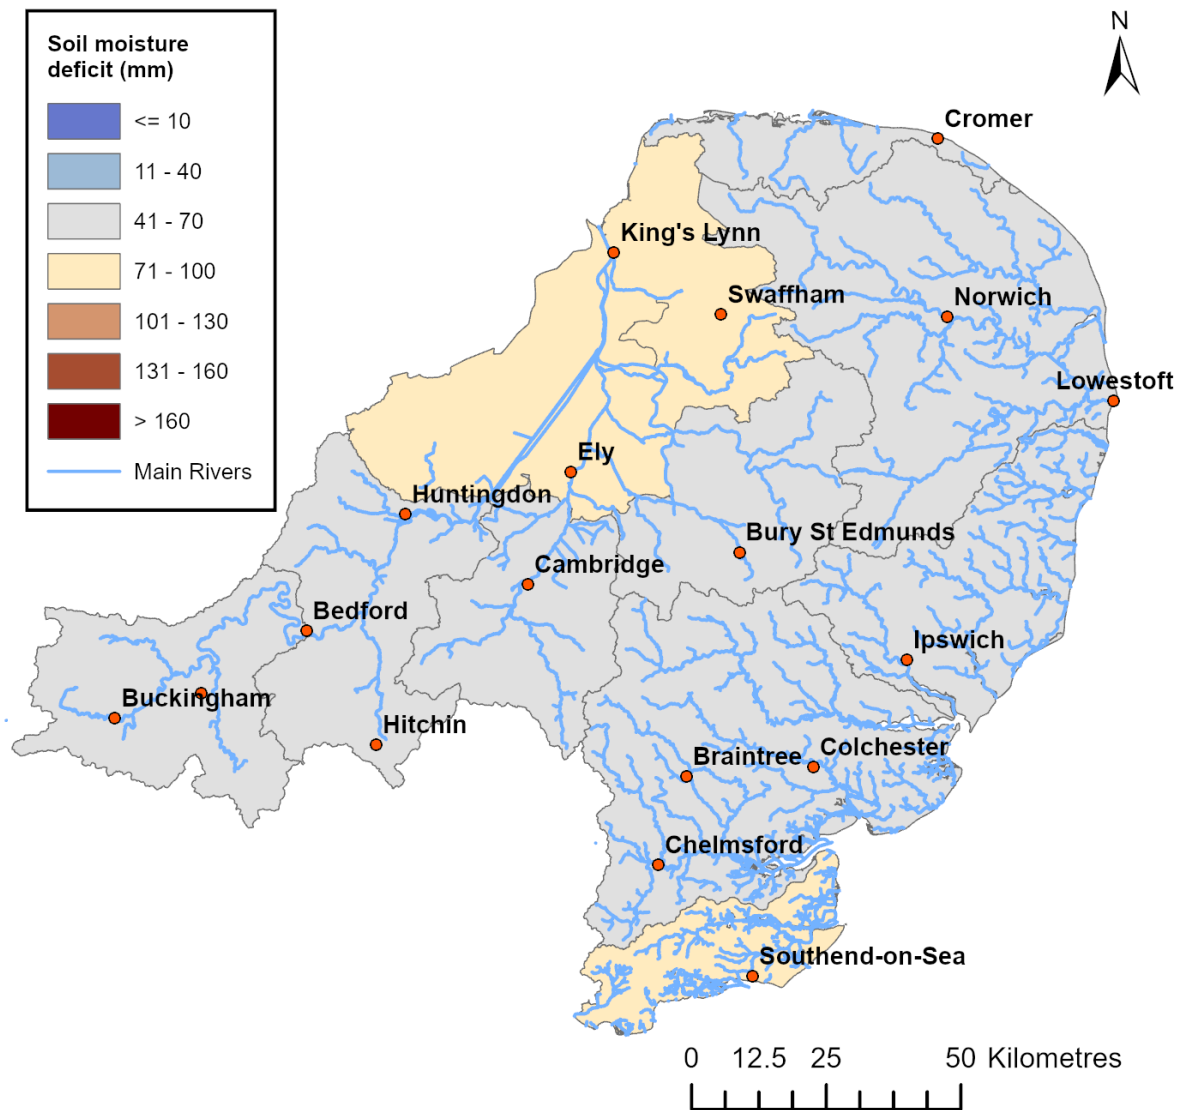 Soil moisture
deficit (mm)
<= 10
11 - 40
41 - 70
71 - 100
101 - 130
131 - 160
> 160
Main Rivers
N
Cromer
King's Lynn
Swaffham
Norwich
Lowestoft
Ely
Huntingdon
Bury St Edmunds
Cambridge
Bedford
Ipswich
Buckingham
Hitchin
Braintree
Colchester
Chelmsford
Southend-on-Sea
0 12.5 25 50 Kilometres